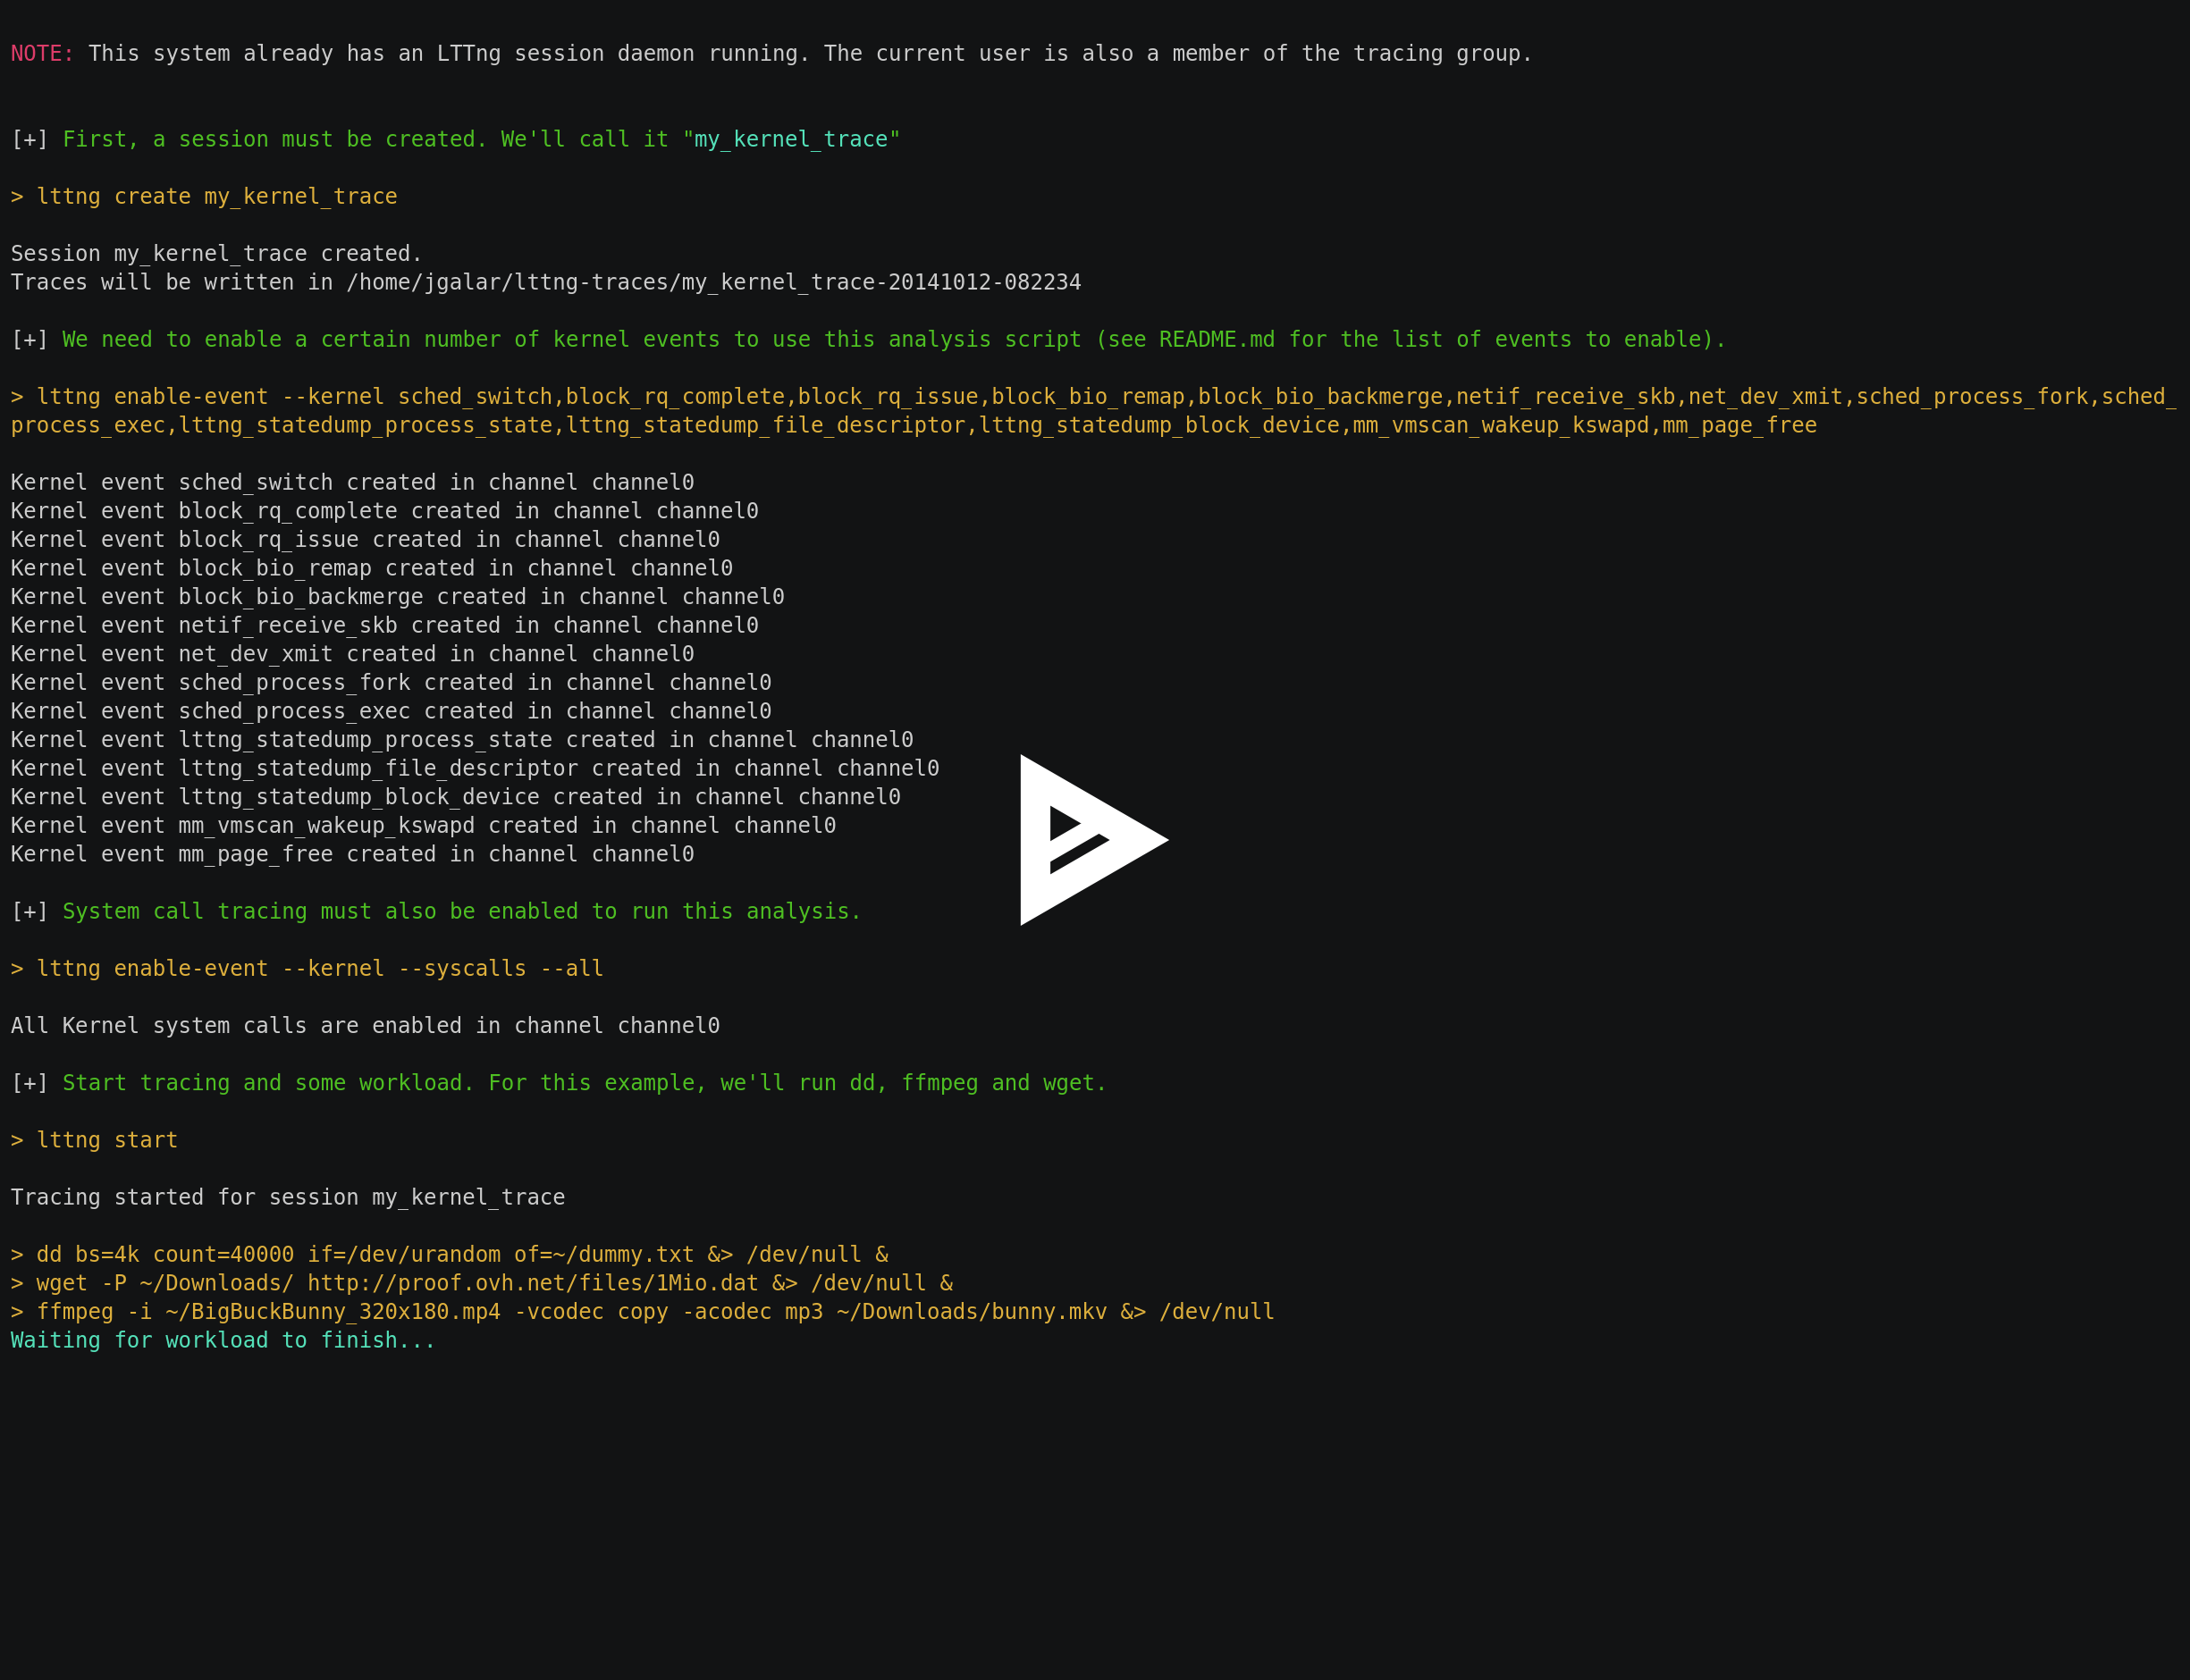 NOTE: This system already has an LTTng session daemon running. The current user is also a member of the tracing group.
[+] First, a session must be created. We'll call it "my_kernel_trace"
> lttng create my_kernel_trace
Session my_kernel_trace created.
Traces will be written in /home/jgalar/lttng-traces/my_kernel_trace-20141012-082234
[+] We need to enable a certain number of kernel events to use this analysis script (see README.md for the list of events to enable).
> lttng enable-event --kernel sched_switch,block_rq_complete,block_rq_issue,block_bio_remap,block_bio_backmerge,netif_receive_skb,net_dev_xmit,sched_process_fork,sched_
process_exec,lttng_statedump_process_state,lttng_statedump_file_descriptor,lttng_statedump_block_device,mm_vmscan_wakeup_kswapd,mm_page_free
Kernel event sched_switch created in channel channel0
Kernel event block_rq_complete created in channel channel0
Kernel event block_rq_issue created in channel channel0
Kernel event block_bio_remap created in channel channel0
Kernel event block_bio_backmerge created in channel channel0
Kernel event netif_receive_skb created in channel channel0
Kernel event net_dev_xmit created in channel channel0
Kernel event sched_process_fork created in channel channel0
Kernel event sched_process_exec created in channel channel0
Kernel event lttng_statedump_process_state created in channel channel0
Kernel event lttng_statedump_file_descriptor created in channel channel0
Kernel event lttng_statedump_block_device created in channel channel0
Kernel event mm_vmscan_wakeup_kswapd created in channel channel0
Kernel event mm_page_free created in channel channel0
[+] System call tracing must also be enabled to run this analysis.
> lttng enable-event --kernel --syscalls --all
All Kernel system calls are enabled in channel channel0
[+] Start tracing and some workload. For this example, we'll run dd, ffmpeg and wget.
> lttng start
Tracing started for session my_kernel_trace
> dd bs=4k count=40000 if=/dev/urandom of=~/dummy.txt &> /dev/null &
> wget -P ~/Downloads/ http://proof.ovh.net/files/1Mio.dat &> /dev/null &
> ffmpeg -i ~/BigBuckBunny_320x180.mp4 -vcodec copy -acodec mp3 ~/Downloads/bunny.mkv &> /dev/null
Waiting for workload to finish...